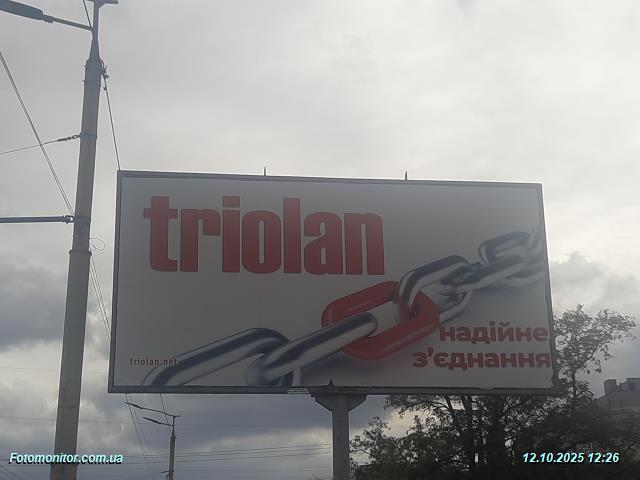 triolan
надійне
з'єднання
triolan.net
Fotomonitor.com.ua
12.10.2025 12:26